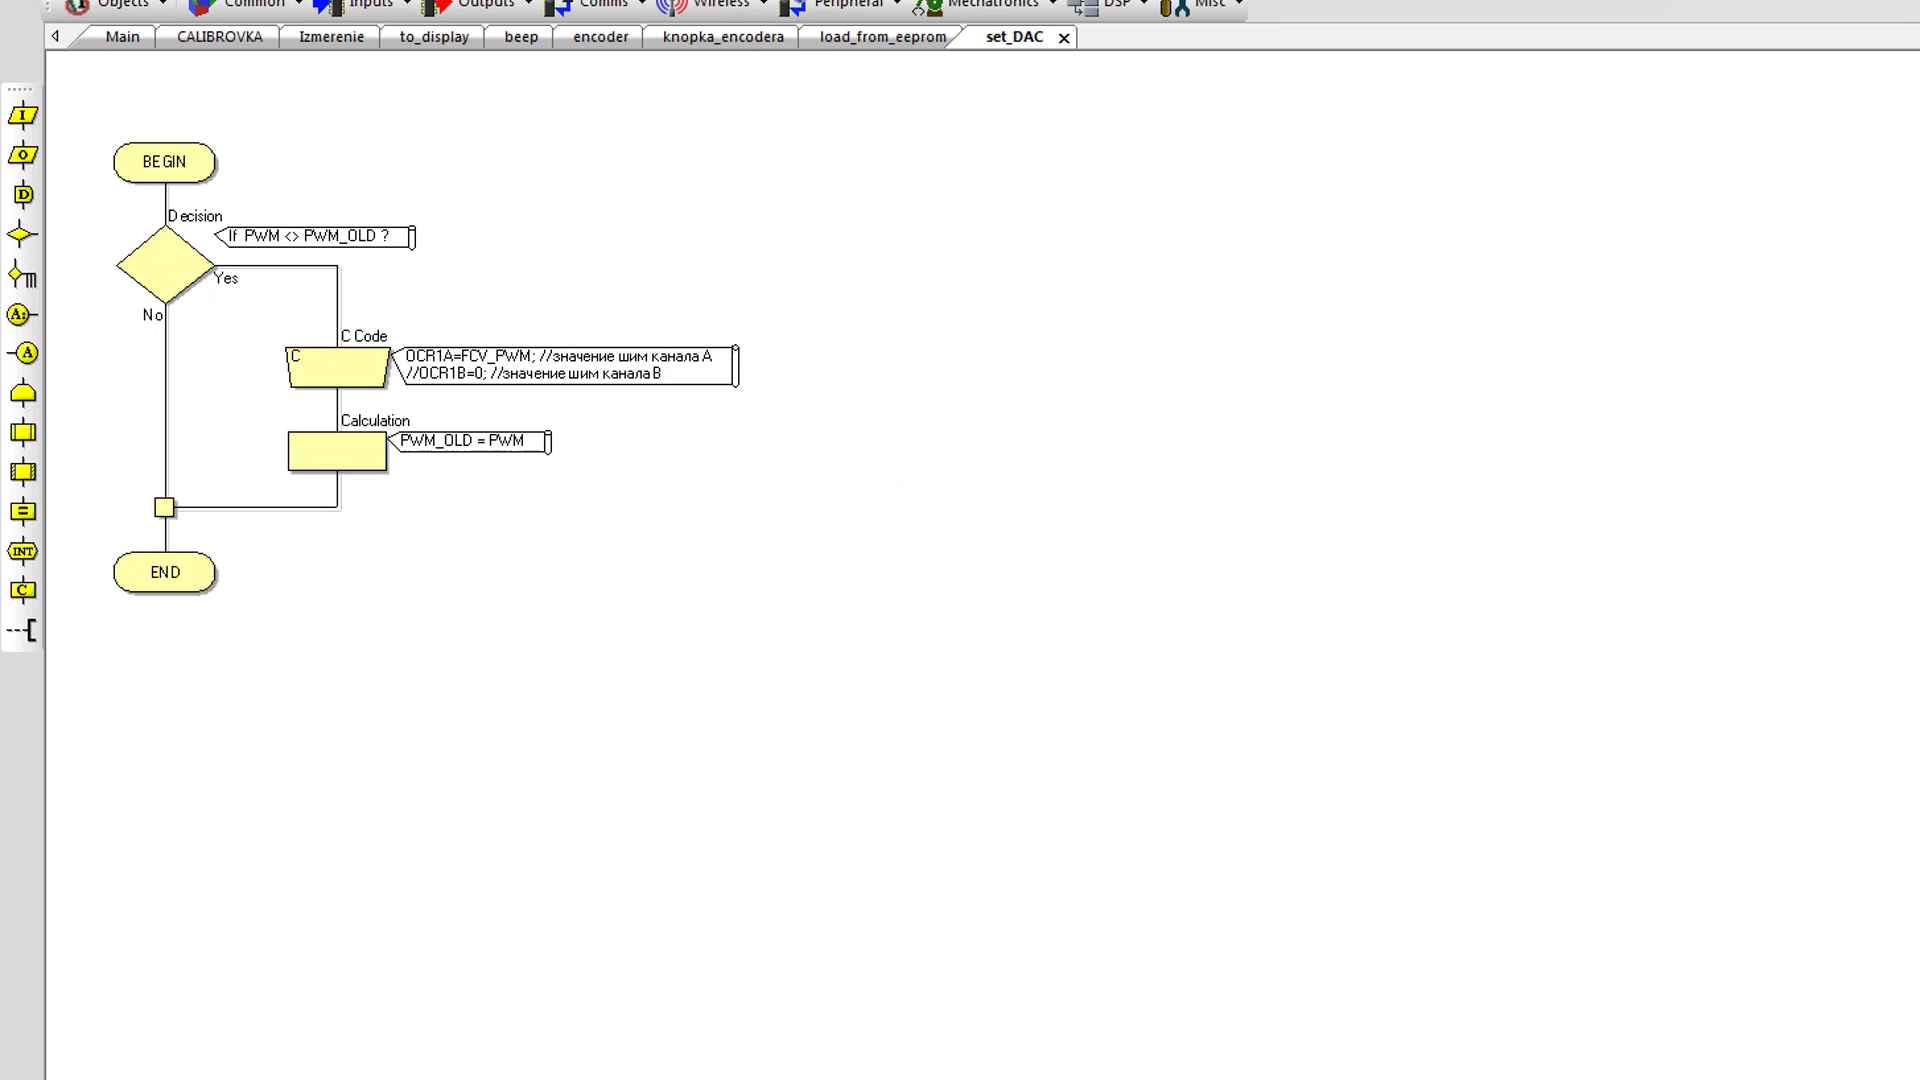 Objects Common Inputs Outputs Comms Wireless Peripheral Mechatronics DSP Misc
Main CALIBROVKA Izmerenie to_display beep encoder knopka_encodera load_from_eeprom set_DAC
I
O
D
A:
A
=
INT
C
BEGIN
Decision
If PWM <> PWM_OLD ?
Yes
No
C Code
C
OCR1A=FCV_PWM; //значение шим канала А
//OCR1B=0; //значение шим канала В
Calculation
PWM_OLD = PWM
END